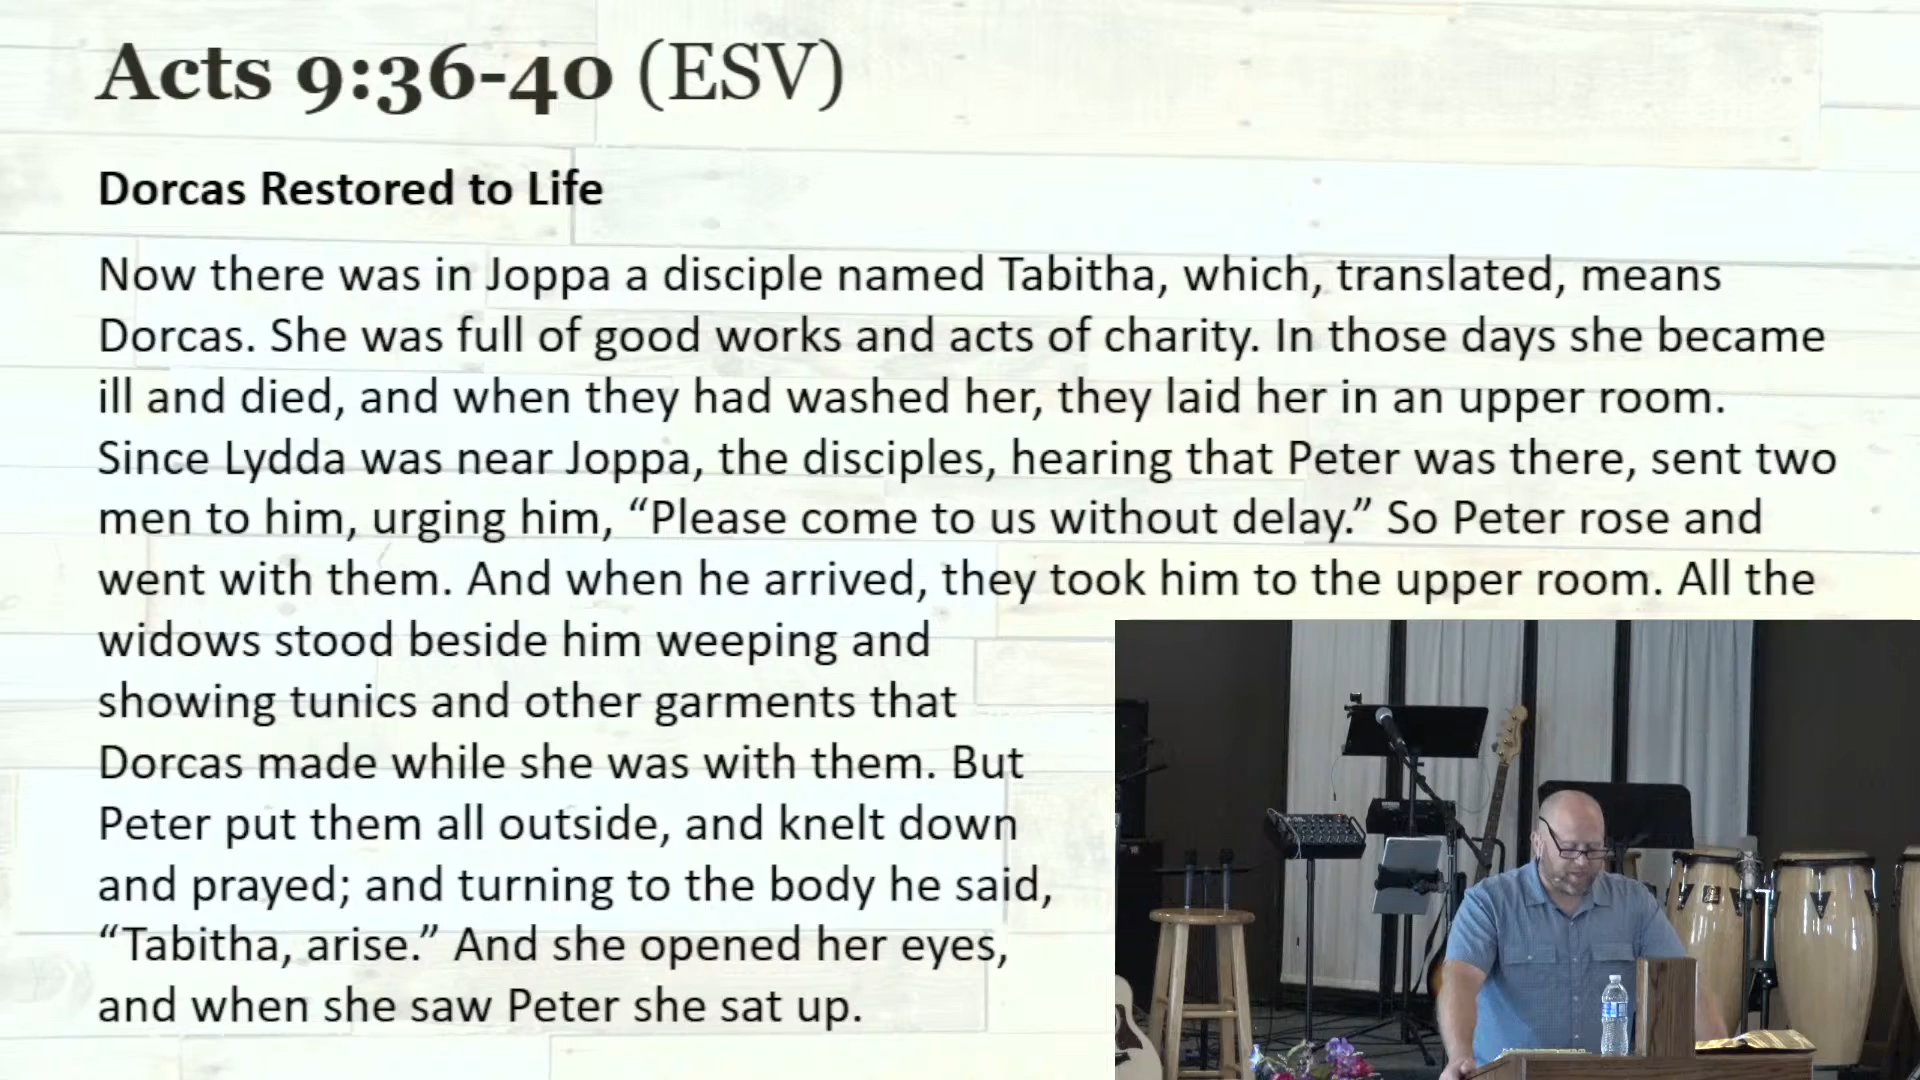 Acts 9:36-40 (ESV)
Dorcas Restored to Life
Now there was in Joppa a disciple named Tabitha, which, translated, means
Dorcas. She was full of good works and acts of charity. In those days she became
ill and died, and when they had washed her, they laid her in an upper room.
Since Lydda was near Joppa, the disciples, hearing that Peter was there, sent two
men to him, urging him, “Please come to us without delay.” So Peter rose and
went with them. And when he arrived, they took him to the upper room. All the
widows stood beside him weeping and
showing tunics and other garments that
Dorcas made while she was with them. But
Peter put them all outside, and knelt down
and prayed; and turning to the body he said,
“Tabitha, arise.” And she opened her eyes,
and when she saw Peter she sat up.